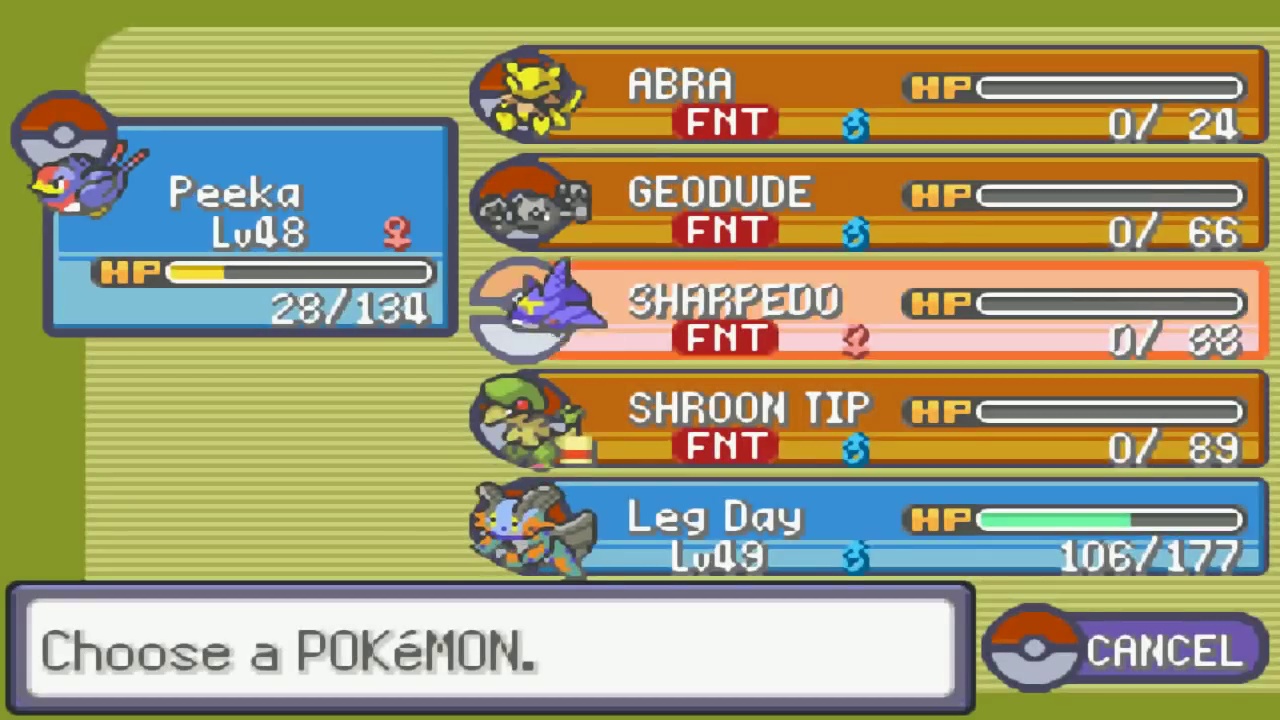 Peeka
Lv48 ♀
HP
28/134
ABRA
HP
FNT ♂
0/ 24
GEODUDE
HP
FNT ♂
0/ 66
SHARPEDO
HP
FNT ♀
0/ 88
SHROON TIP
HP
FNT ♂
0/ 89
Leg Day
HP
Lv49 ♂
106/177
Choose a POKéMON.
CANCEL